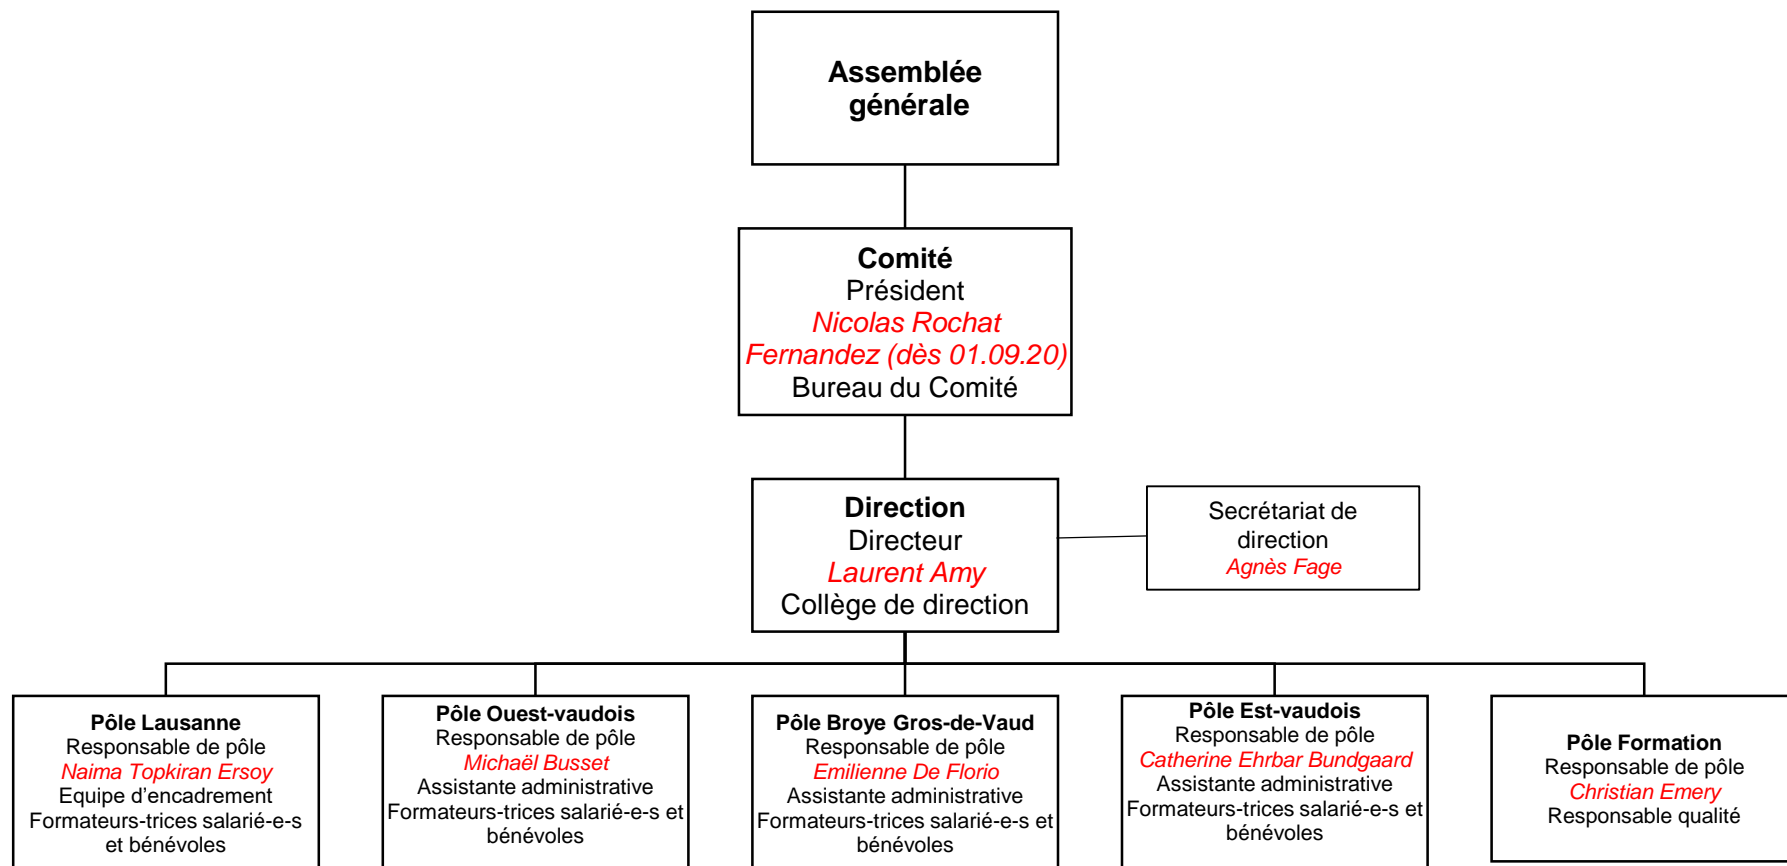 Assemblée
générale
Comité
Président
Nicolas Rochat
Fernandez (dès 01.09.20)
Bureau du Comité
Direction
Directeur
Laurent Amy
Collège de direction
Secrétariat de
direction
Agnès Fage
Pôle Lausanne
Responsable de pôle
Naima Topkiran Ersoy
Equipe d'encadrement
Formateurs-trices salarié-e-s
et bénévoles
Pôle Ouest-vaudois
Responsable de pôle
Michaël Busset
Assistante administrative
Formateurs-trices salarié-e-s et
bénévoles
Pôle Broye Gros-de-Vaud
Responsable de pôle
Emilienne De Florio
Assistante administrative
Formateurs-trices salarié-e-s et
bénévoles
Pôle Est-vaudois
Responsable de pôle
Catherine Ehrbar Bundgaard
Assistante administrative
Formateurs-trices salarié-e-s et
bénévoles
Pôle Formation
Responsable de pôle
Christian Emery
Responsable qualité